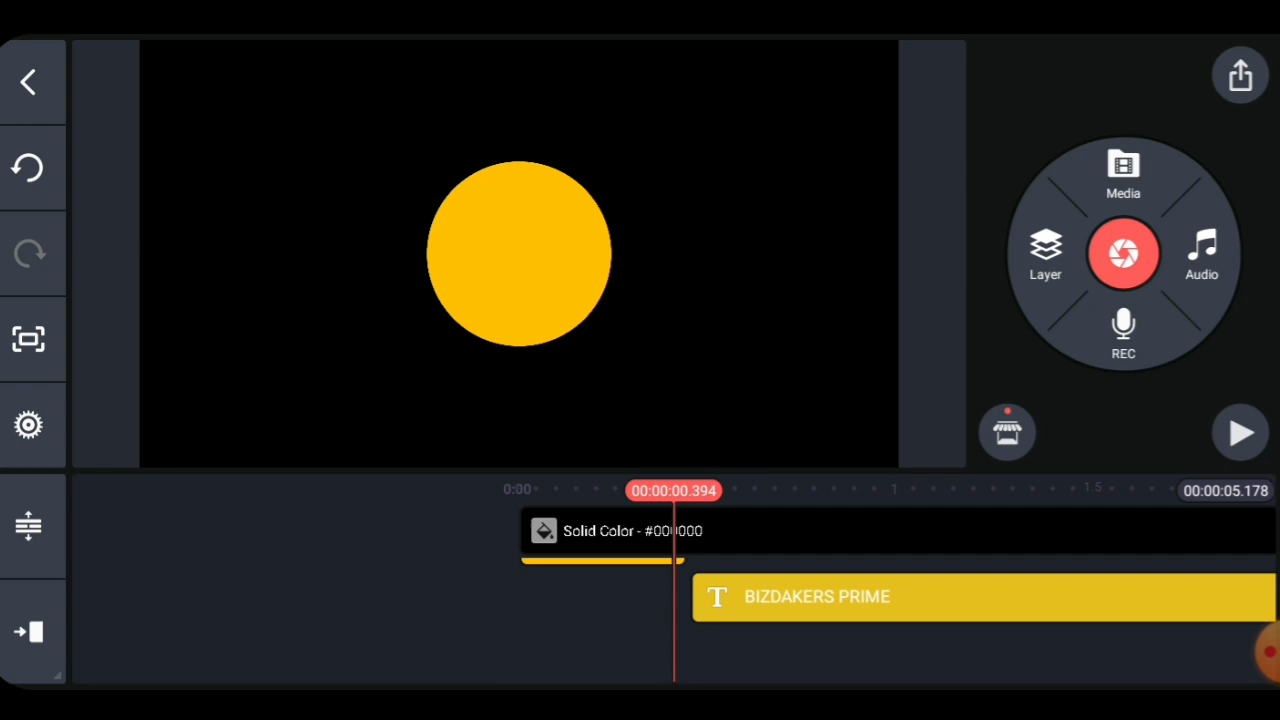 Media
Layer
Audio
REC
0:00
00:00:00.394
1
1.5
00:00:05.178
Solid Color - #000000
T BIZDAKERS PRIME